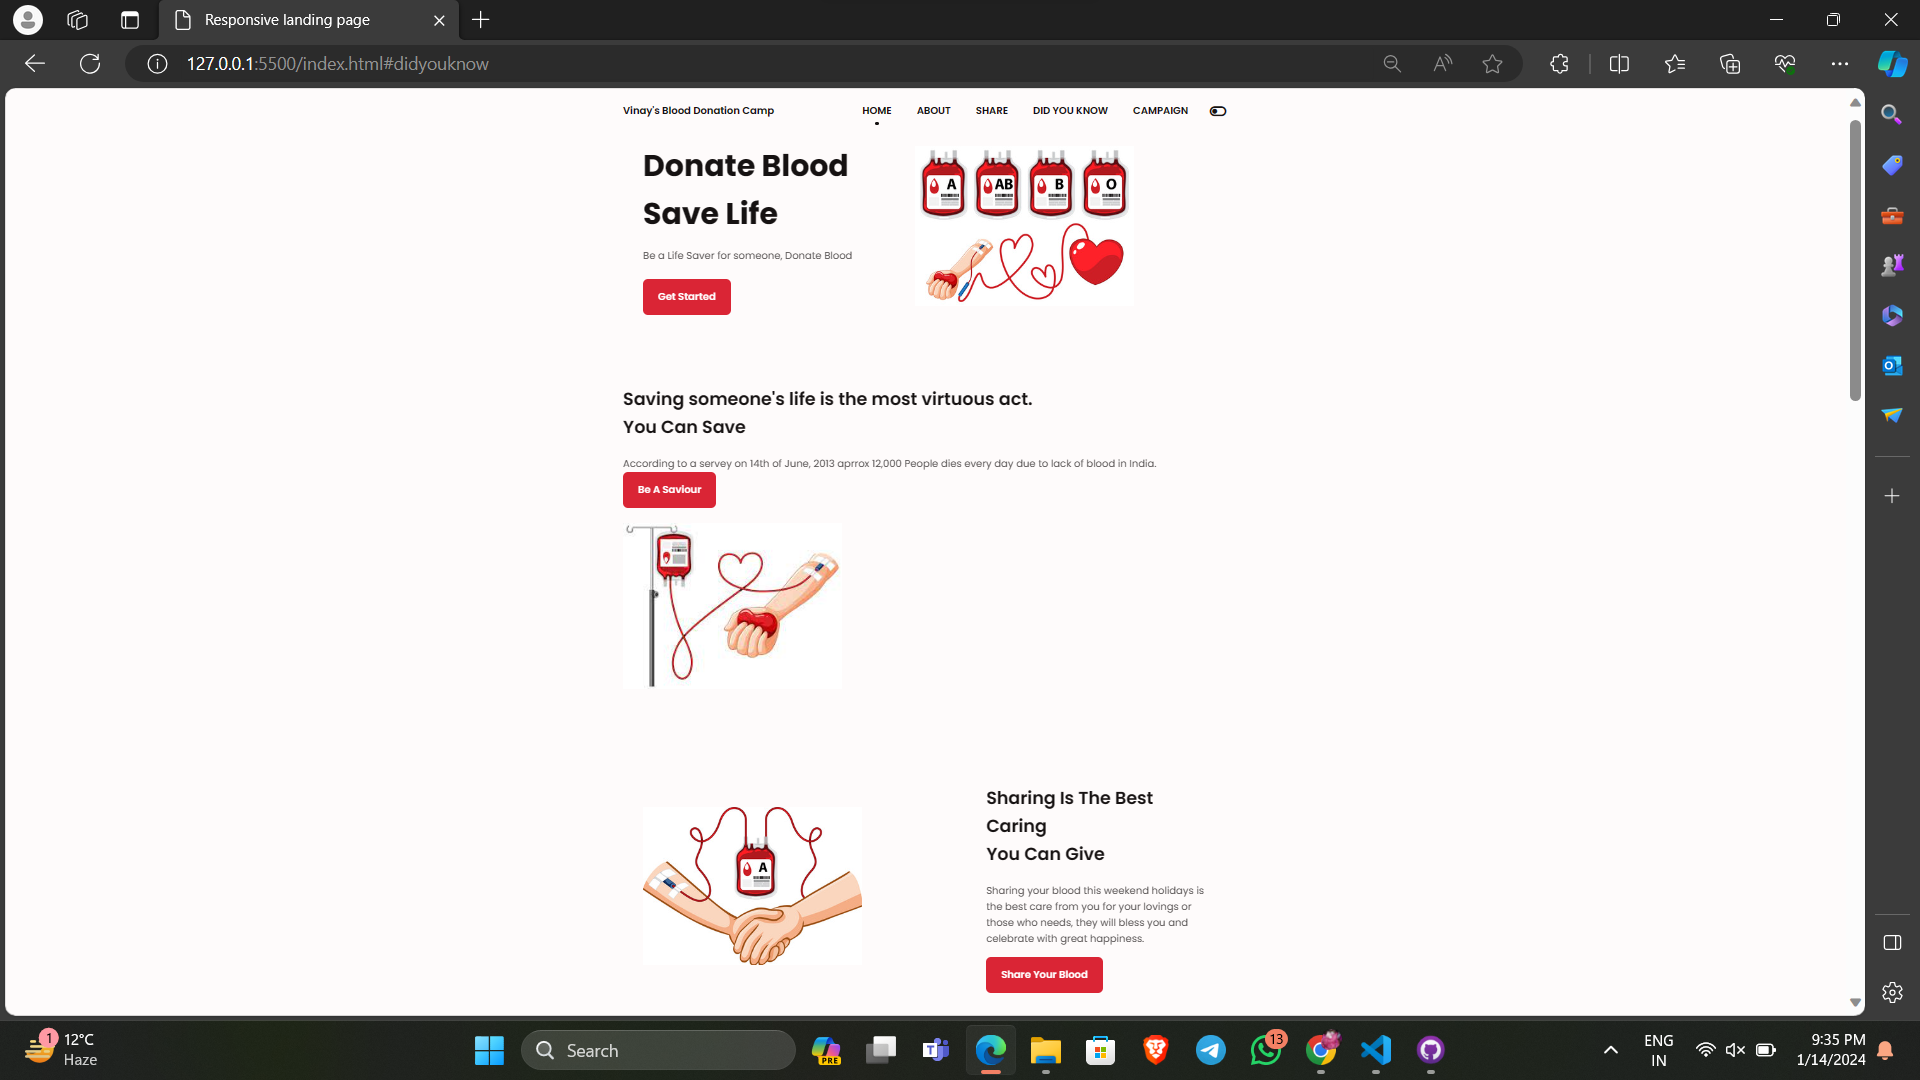 Responsive landing page
127.0.0.1:5500/index.html#didyouknow
Vinay's Blood Donation Camp HOME ABOUT SHARE DID YOU KNOW CAMPAIGN
Donate Blood
Save Life
Be a Life Saver for someone, Donate Blood
Get Started
A AB B O
Saving someone's life is the most virtuous act.
You Can Save
According to a servey on 14th of June, 2013 aprrox 12,000 People dies every day due to lack of blood in India.
Be A Saviour
A
Sharing Is The Best
Caring
You Can Give
Sharing your blood this weekend holidays is
the best care from you for your lovings or
those who needs, they will bless you and
celebrate with great happiness.
Share Your Blood
1
12°C
Haze
Search
PRE
13
ENG
IN
9:35 PM
1/14/2024